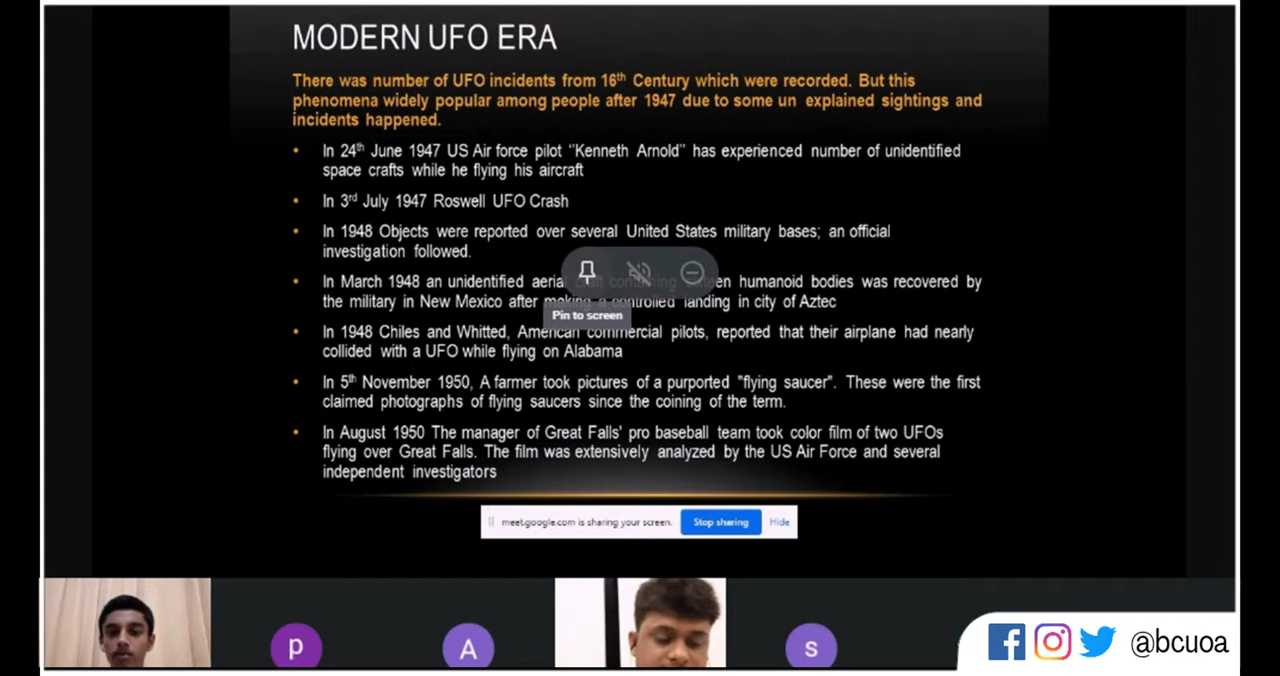 MODERN UFO ERA
There was number of UFO incidents from 16th Century which were recorded. But this
phenomena widely popular among people after 1947 due to some un explained sightings and
incidents happened.
• In 24th June 1947 US Air force pilot "Kenneth Arnold" has experienced number of unidentified
space crafts while he flying his aircraft
• In 3rd July 1947 Roswell UFO Crash
• In 1948 Objects were reported over several United States military bases; an official
investigation followed.
• In March 1948 an unidentified aerial craft containing sixteen humanoid bodies was recovered by
the military in New Mexico after making a controlled landing in city of Aztec
Pin to screen
• In 1948 Chiles and Whitted, American commercial pilots, reported that their airplane had nearly
collided with a UFO while flying on Alabama
• In 5th November 1950, A farmer took pictures of a purported "flying saucer". These were the first
claimed photographs of flying saucers since the coining of the term.
• In August 1950 The manager of Great Falls' pro baseball team took color film of two UFOs
flying over Great Falls. The film was extensively analyzed by the US Air Force and several
independent investigators
meet.google.com is sharing your screen. Stop sharing Hide
p A s
@bcuoa